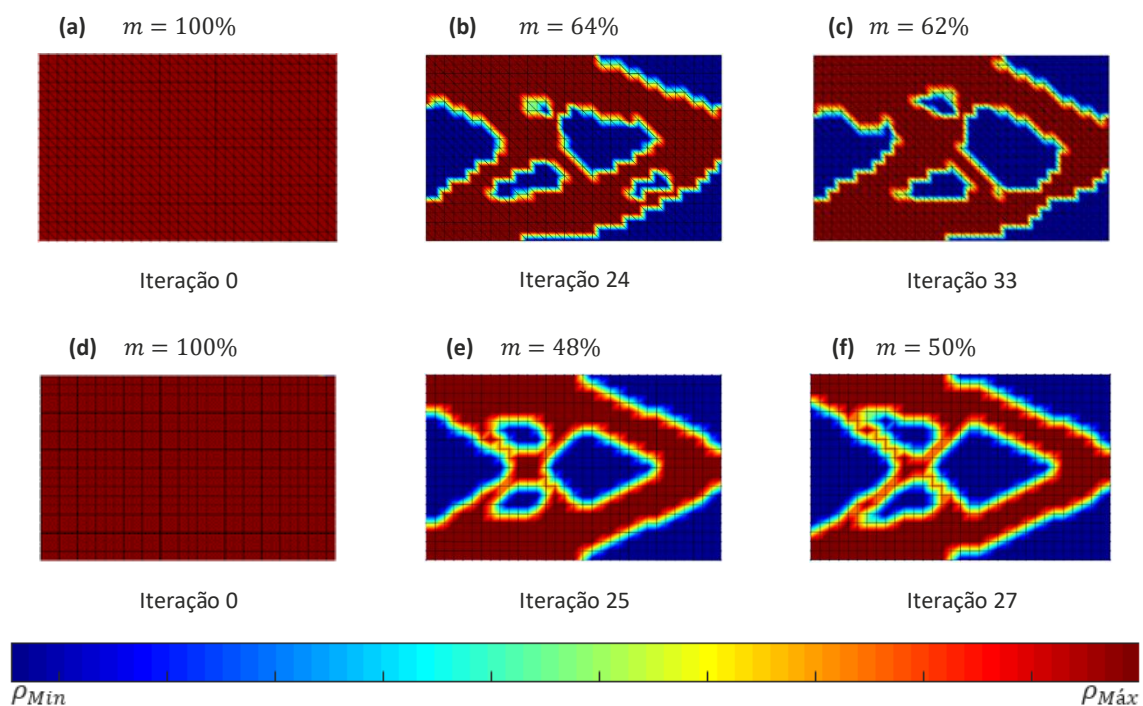 (a) m = 100% (b) m = 64% (c) m = 62%
Iteração 0 Iteração 24 Iteração 33
(d) m = 100% (e) m = 48% (f) m = 50%
Iteração 0 Iteração 25 Iteração 27
ρMin ρMáx